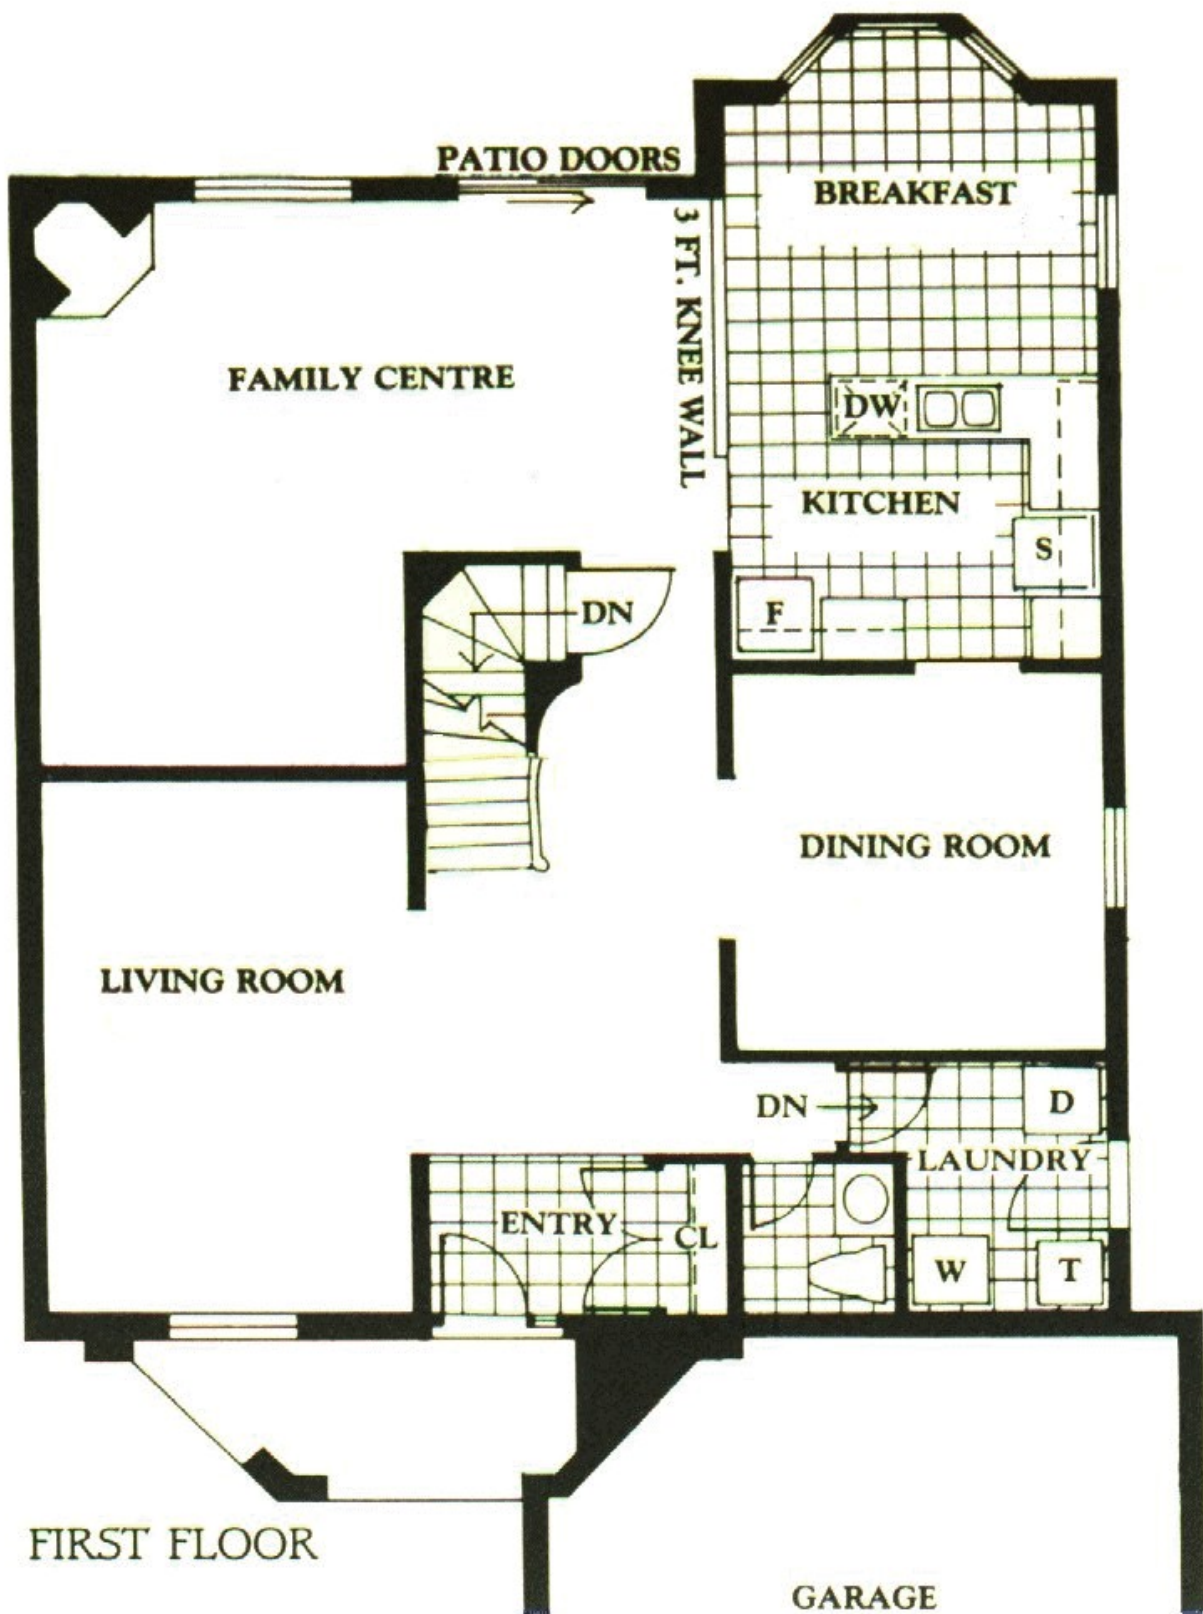 PATIO DOORS
BREAKFAST
3 FT. KNEE WALL
FAMILY CENTRE
DW
KITCHEN
S
DN
F
DINING ROOM
LIVING ROOM
DN
D
LAUNDRY
ENTRY
CL
W
T
FIRST FLOOR
GARAGE